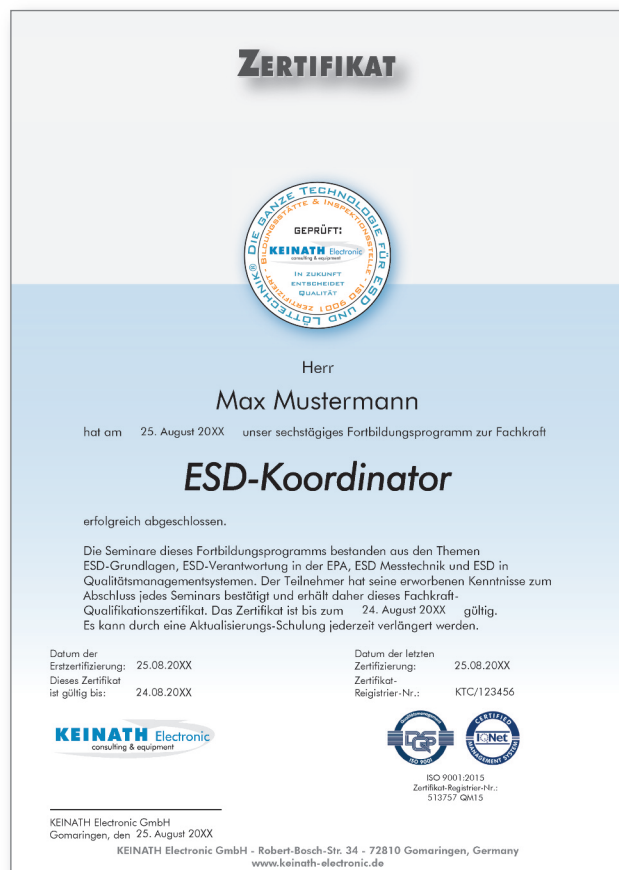 ZERTIFIKAT
DIE GANZE TECHNOLOGIE FÜR ESD UND LÖTTECHNIK®
BILDUNGSSTÄTTE & INSPEKTIONSSTELLE - ISO 9001 ZERTIFIZIERT -
GEPRÜFT:
KEINATH Electronic
consulting & equipment
IN ZUKUNFT
ENTSCHEIDET
QUALITÄT
Herr
Max Mustermann
hat am 25. August 20XX unser sechstägiges Fortbildungsprogramm zur Fachkraft
ESD-Koordinator
erfolgreich abgeschlossen.
Die Seminare dieses Fortbildungsprogramms bestanden aus den Themen
ESD-Grundlagen, ESD-Verantwortung in der EPA, ESD Messtechnik und ESD in
Qualitätsmanagementsystemen. Der Teilnehmer hat seine erworbenen Kenntnisse zum
Abschluss jedes Seminars bestätigt und erhält daher dieses Fachkraft-
Qualifikationszertifikat. Das Zertifikat ist bis zum 24. August 20XX gültig.
Es kann durch eine Aktualisierungs-Schulung jederzeit verlängert werden.
Datum der
Erstzertifizierung: 25.08.20XX
Dieses Zertifikat
ist gültig bis: 24.08.20XX
Datum der letzten
Zertifizierung: 25.08.20XX
Zertifikat-
Reigistrier-Nr.: KTC/123456
KEINATH Electronic
consulting & equipment
Qualitätsmanagement
DQS
ISO 9001
CERTIFIED
IQNet
MANAGEMENT SYSTEM
ISO 9001:2015
Zertifikat-Registrier-Nr.:
513757 QM15
KEINATH Electronic GmbH
Gomaringen, den 25. August 20XX
KEINATH Electronic GmbH - Robert-Bosch-Str. 34 - 72810 Gomaringen, Germany
www.keinath-electronic.de